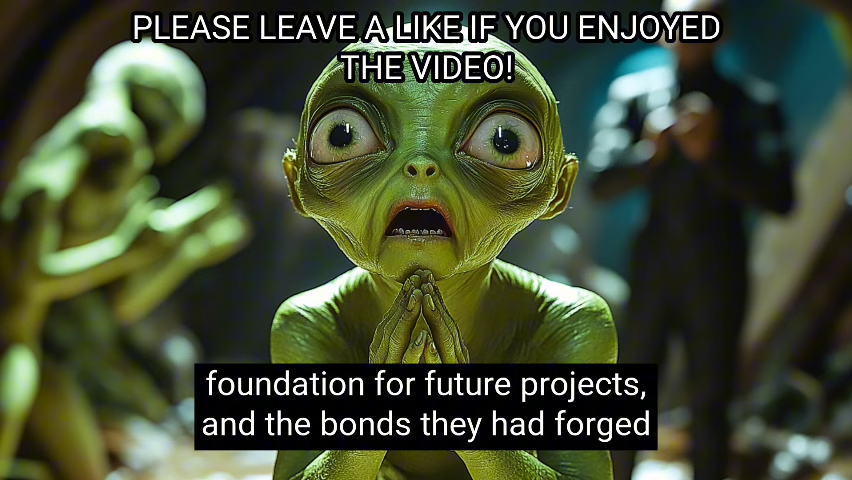 PLEASE LEAVE A LIKE IF YOU ENJOYED
THE VIDEO!
foundation for future projects,
and the bonds they had forged